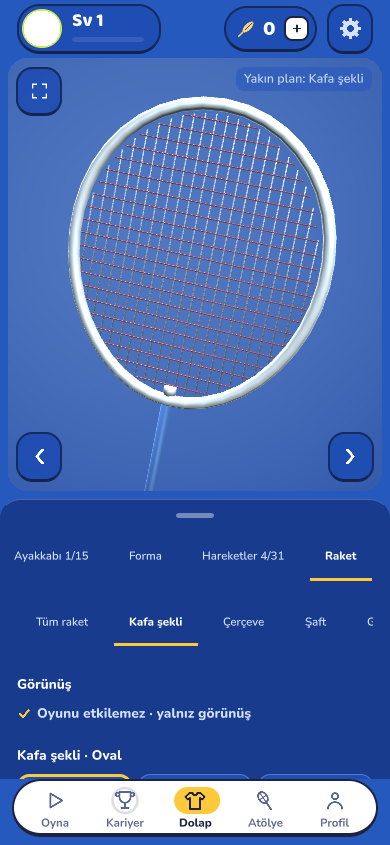 Sv 1
0 +
Yakın plan: Kafa şekli
Ayakkabı 1/15 Forma Hareketler 4/31 Raket
Tüm raket Kafa şekli Çerçeve Şaft
Görünüş
Oyunu etkilemez · yalnız görünüş
Kafa şekli · Oval
Oyna Kariyer Dolap Atölye Profil